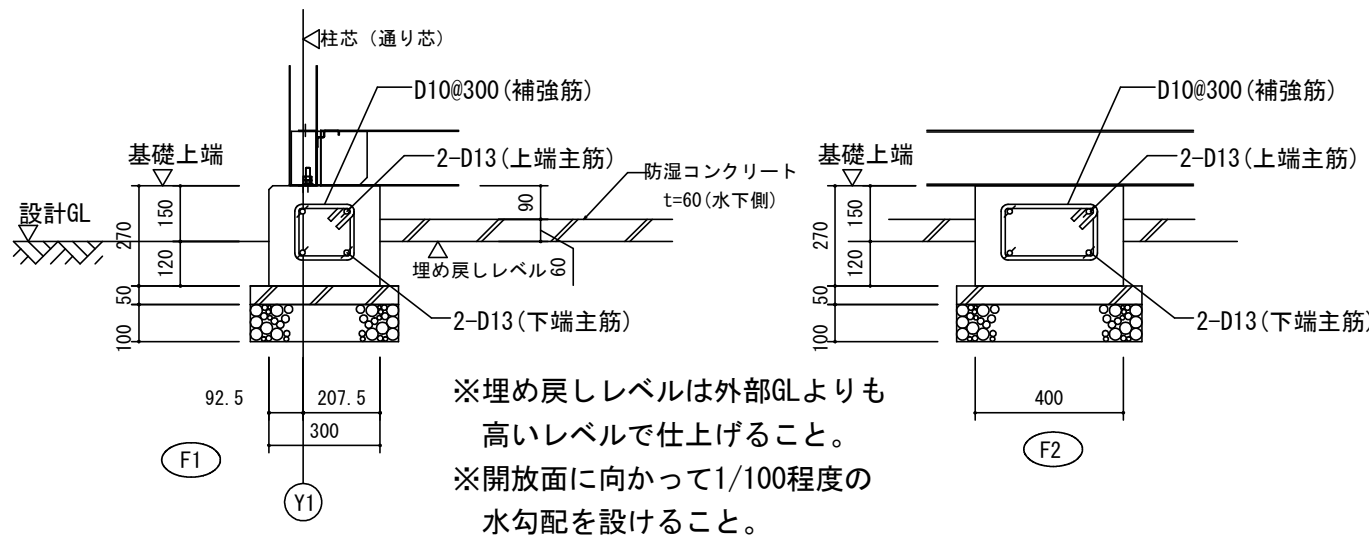 柱芯（通り芯）
D10@300(補強筋)
2-D13(上端主筋)
基礎上端
防湿コンクリート
t=60(水下側)
設計GL
270
150
120
50
100
90
60
埋め戻しレベル
2-D13(下端主筋)
92.5
207.5
300
F1
Y1
D10@300(補強筋)
2-D13(上端主筋)
基礎上端
270
150
120
50
100
2-D13(下端主筋)
400
F2
※埋め戻しレベルは外部GLよりも
高いレベルで仕上げること。
※開放面に向かって1/100程度の
水勾配を設けること。